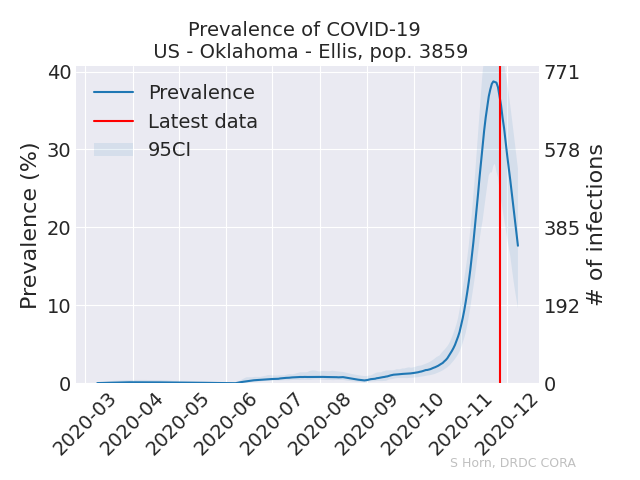 Prevalence of COVID-19
US - Oklahoma - Ellis, pop. 3859
Prevalence
Latest data
95CI
Prevalence (%)
40
30
20
10
0
771
578
385
192
0
# of infections
2020-03
2020-04
2020-05
2020-06
2020-07
2020-08
2020-09
2020-10
2020-11
2020-12
S Horn, DRDC CORA